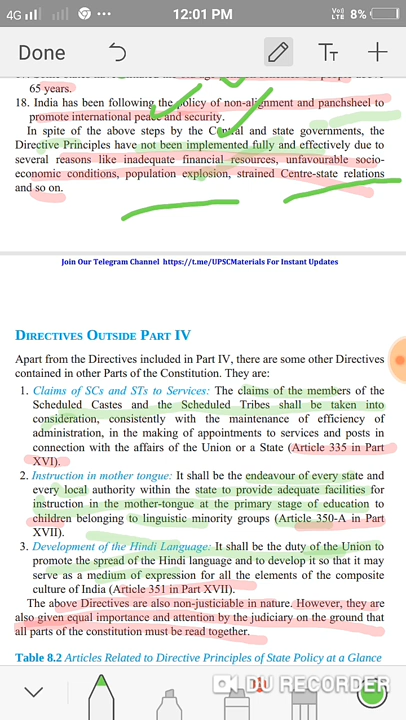 4G
12:01 PM
VoD
LTE 8%
Done
TT
65 years.
18. India has been following the policy of non-alignment and panchsheel to
promote international peace and security.
In spite of the above steps by the Central and state governments, the
Directive Principles have not been implemented fully and effectively due to
several reasons like inadequate financial resources, unfavourable socio-
economic conditions, population explosion, strained Centre-state relations
and so on.
Join Our Telegram Channel https://t.me/UPSCMaterials For Instant Updates
DIRECTIVES OUTSIDE PART IV
Apart from the Directives included in Part IV, there are some other Directives
contained in other Parts of the Constitution. They are:
1. Claims of SCs and STs to Services: The claims of the members of the
Scheduled Castes and the Scheduled Tribes shall be taken into
consideration, consistently with the maintenance of efficiency of
administration, in the making of appointments to services and posts in
connection with the affairs of the Union or a State (Article 335 in Part
XVI).
2. Instruction in mother tongue: It shall be the endeavour of every state and
every local authority within the state to provide adequate facilities for
instruction in the mother-tongue at the primary stage of education to
children belonging to linguistic minority groups (Article 350-A in Part
XVII).
3. Development of the Hindi Language: It shall be the duty of the Union to
promote the spread of the Hindi language and to develop it so that it may
serve as a medium of expression for all the elements of the composite
culture of India (Article 351 in Part XVII).
The above Directives are also non-justiciable in nature. However, they are
also given equal importance and attention by the judiciary on the ground that
all parts of the constitution must be read together.
Table 8.2 Articles Related to Directive Principles of State Policy at a Glance
DU RECORDER